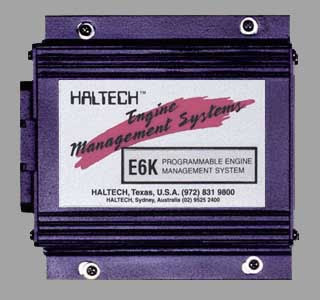 HALTECH™
Engine
Management Systems
E6K PROGRAMMABLE ENGINE
MANAGEMENT SYSTEM
HALTECH, Texas, U.S.A. (972) 831 9800
HALTECH, Sydney, Australia (02) 9525 2400